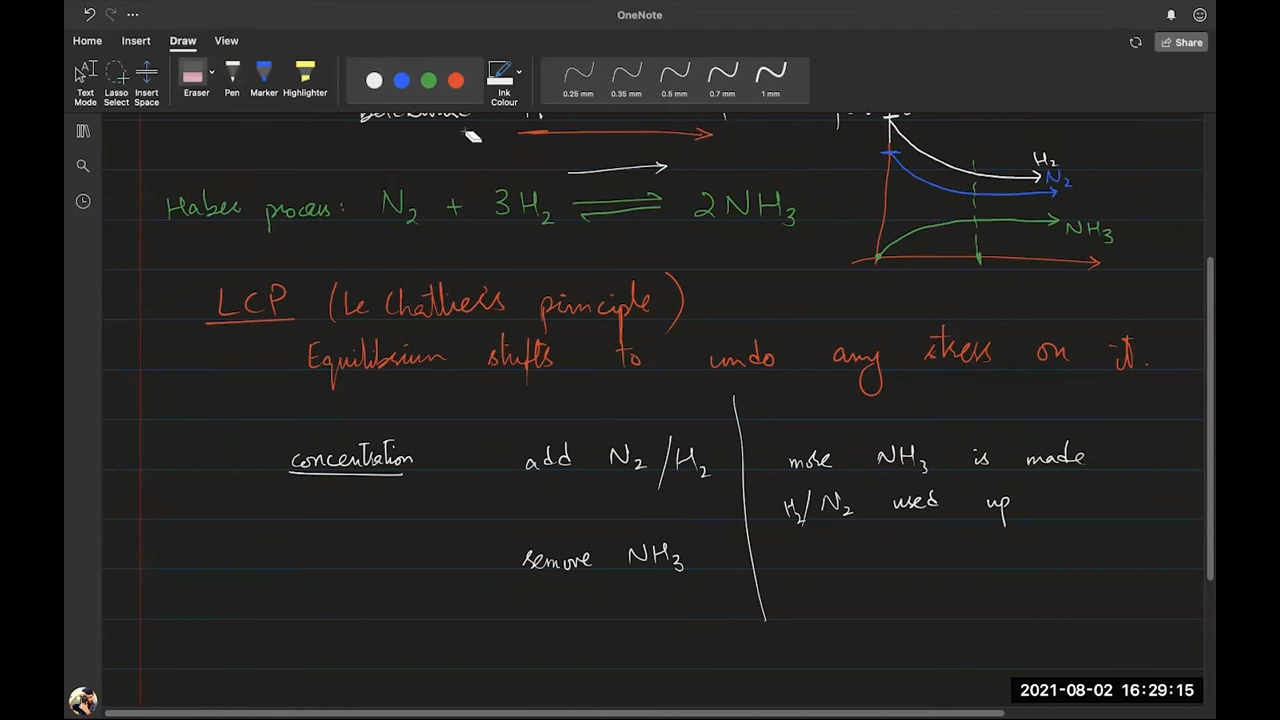 OneNote
Home Insert Draw View
Share
Text Mode
Lasso Select
Insert Space
Eraser
Pen
Marker
Highlighter
Ink Colour
0.25 mm 0.35 mm 0.5 mm 0.7 mm 1 mm
H2
N2
Haber process: N2 + 3H2 ⇌ 2NH3
NH3
LCP (Le Chatlier's principle)
Equilibrium shifts to undo any stress on it.
concentration add N2/H2 more NH3 is made
H2/N2 used up
remove NH3
2021-08-02 16:29:15